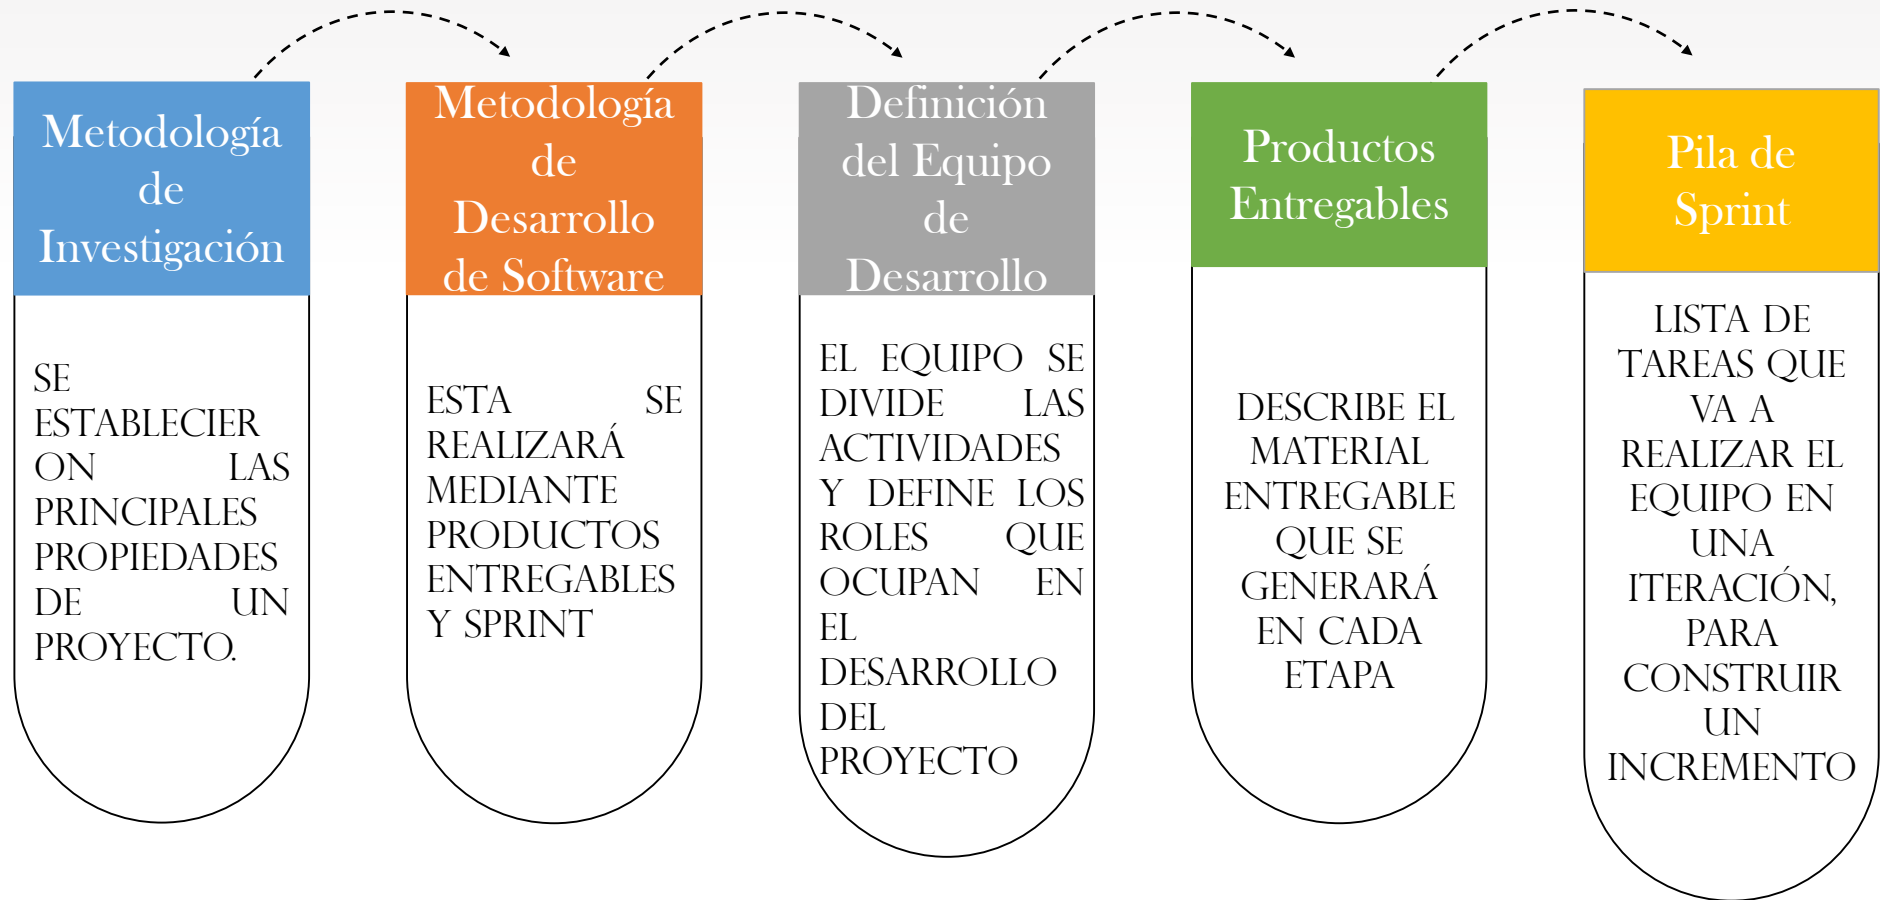 Metodología
de
Investigación
SE
ESTABLECIER
ON LAS
PRINCIPALES
PROPIEDADES
DE UN
PROYECTO.
Metodología
de
Desarrollo
de Software
ESTA SE
REALIZARÁ
MEDIANTE
PRODUCTOS
ENTREGABLES
Y SPRINT
Definición
del Equipo
de
Desarrollo
EL EQUIPO SE
DIVIDE LAS
ACTIVIDADES
Y DEFINE LOS
ROLES QUE
OCUPAN EN
EL
DESARROLLO
DEL
PROYECTO
Productos
Entregables
DESCRIBE EL
MATERIAL
ENTREGABLE
QUE SE
GENERARÁ
EN CADA
ETAPA
Pila de
Sprint
LISTA DE
TAREAS QUE
VA A
REALIZAR EL
EQUIPO EN
UNA
ITERACIÓN,
PARA
CONSTRUIR
UN
INCREMENTO